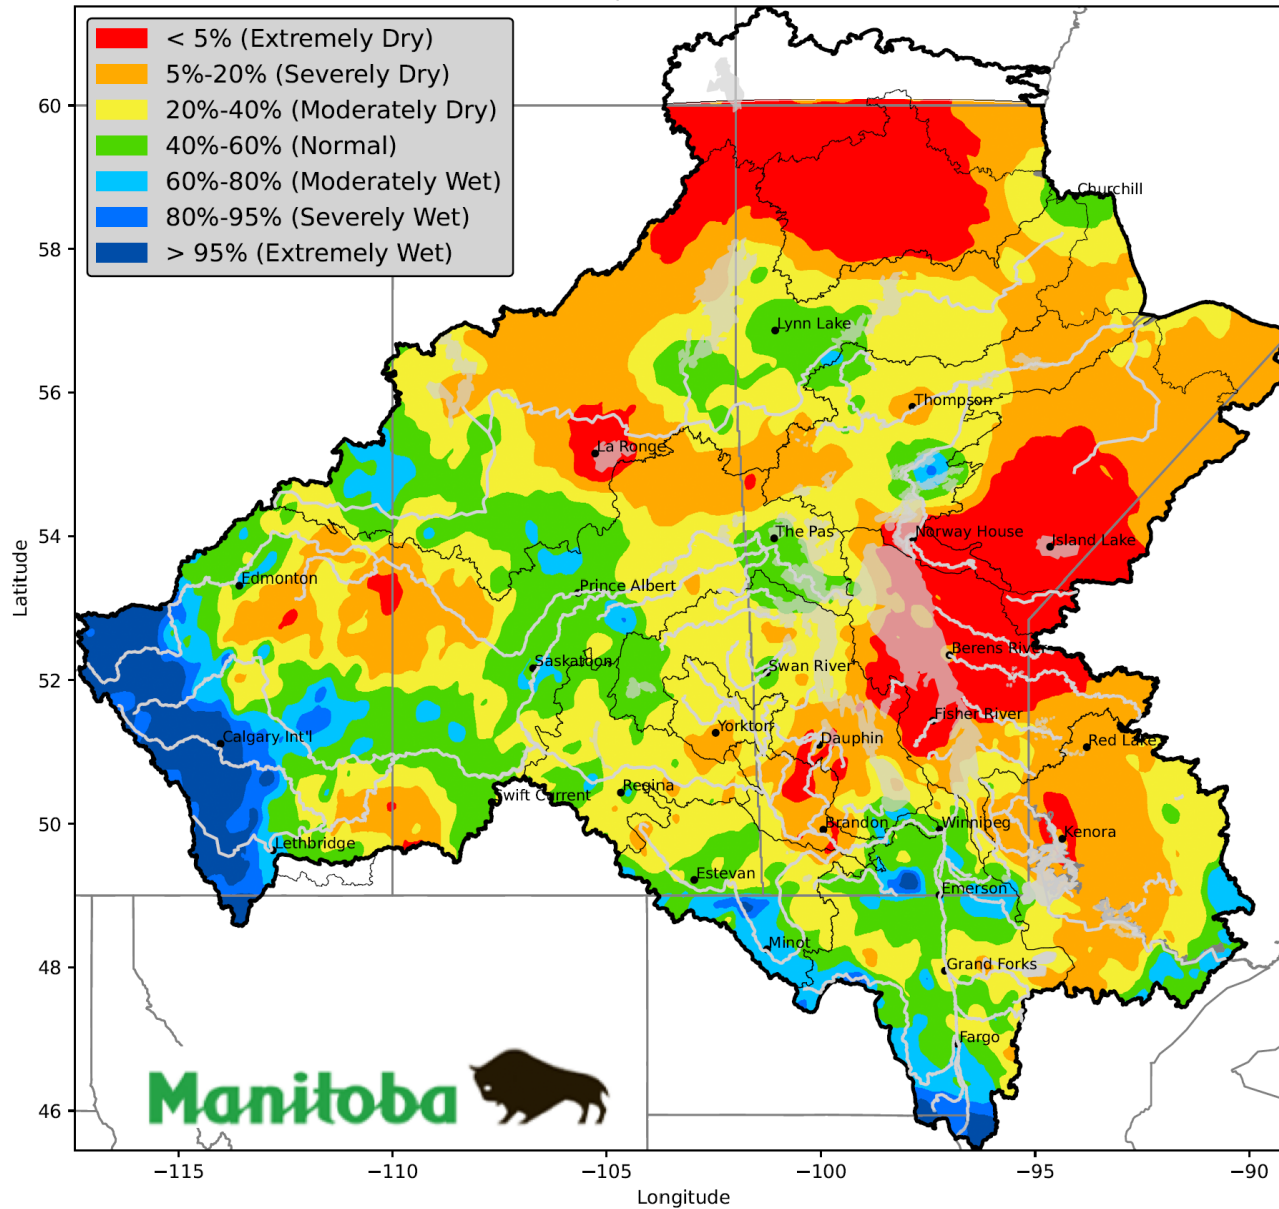 < 5% (Extremely Dry)
5%-20% (Severely Dry)
20%-40% (Moderately Dry)
40%-60% (Normal)
60%-80% (Moderately Wet)
80%-95% (Severely Wet)
> 95% (Extremely Wet)
60
58
56
54
52
50
48
46
Latitude
Churchill
Lynn Lake
Thompson
La Ronge
The Pas
Norway House
Island Lake
Edmonton
Prince Albert
Saskatoon
Swan River
Berens River
Fisher River
Calgary Int'l
Yorkton
Dauphin
Red Lake
Swift Current
Regina
Brandon
Winnipeg
Kenora
Lethbridge
Estevan
Emerson
Minot
Grand Forks
Fargo
Manitoba
−115
−110
−105
−100
−95
−90
Longitude